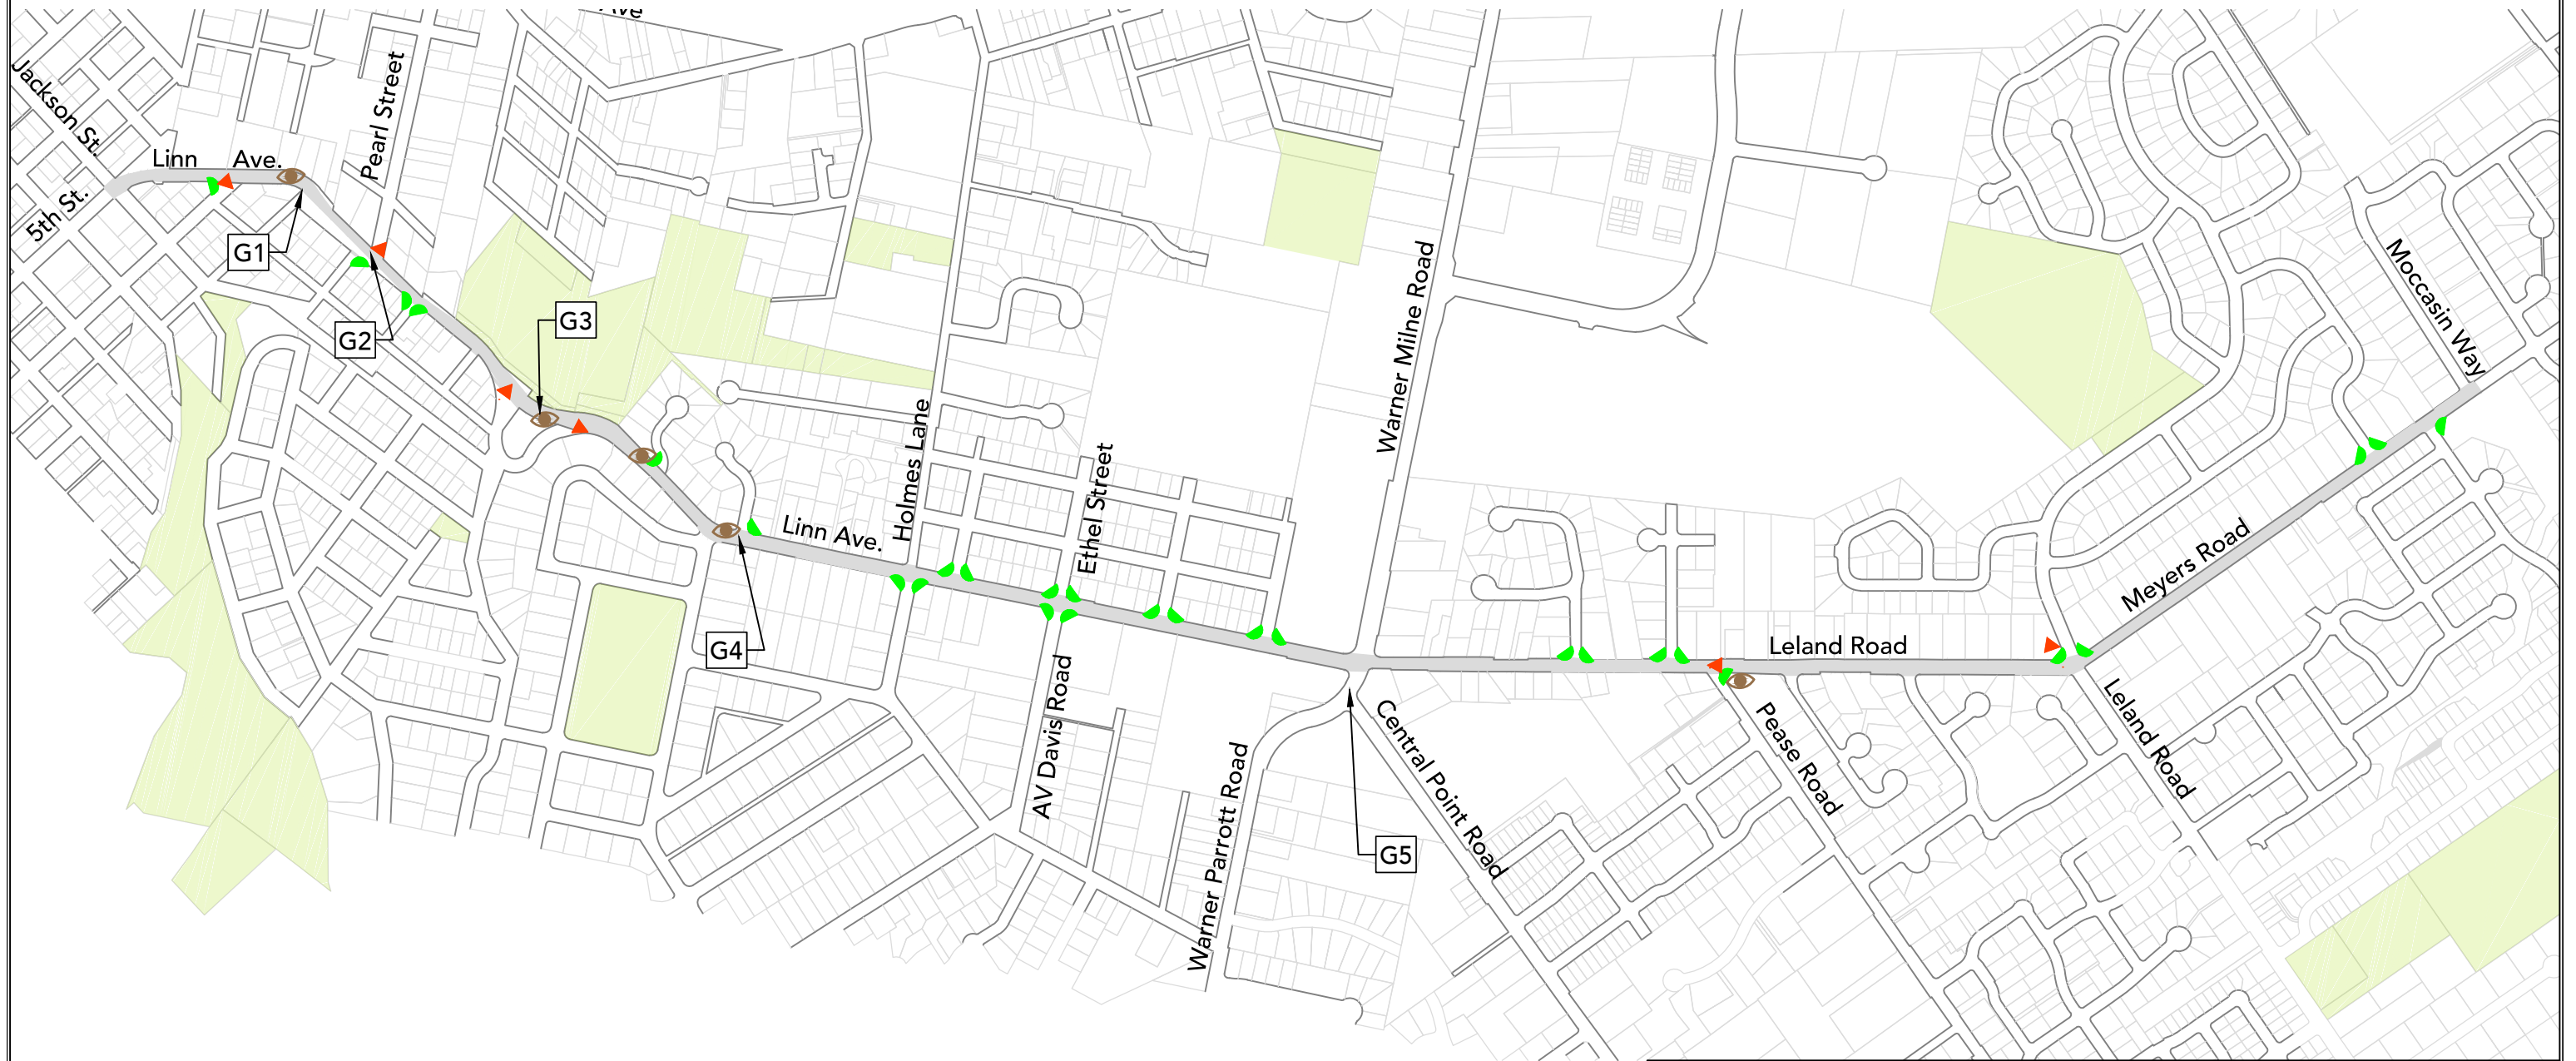 Ave
Jackson St.
Pearl Street
Linn Ave.
5th St.
G1
G2
G3
Warner Milne Road
Moccasin Way
Holmes Lane
Ethel Street
Linn Ave.
G4
Meyers Road
Leland Road
AV Davis Road
Central Point Road
Pease Road
Leland Road
Warner Parrott Road
G5